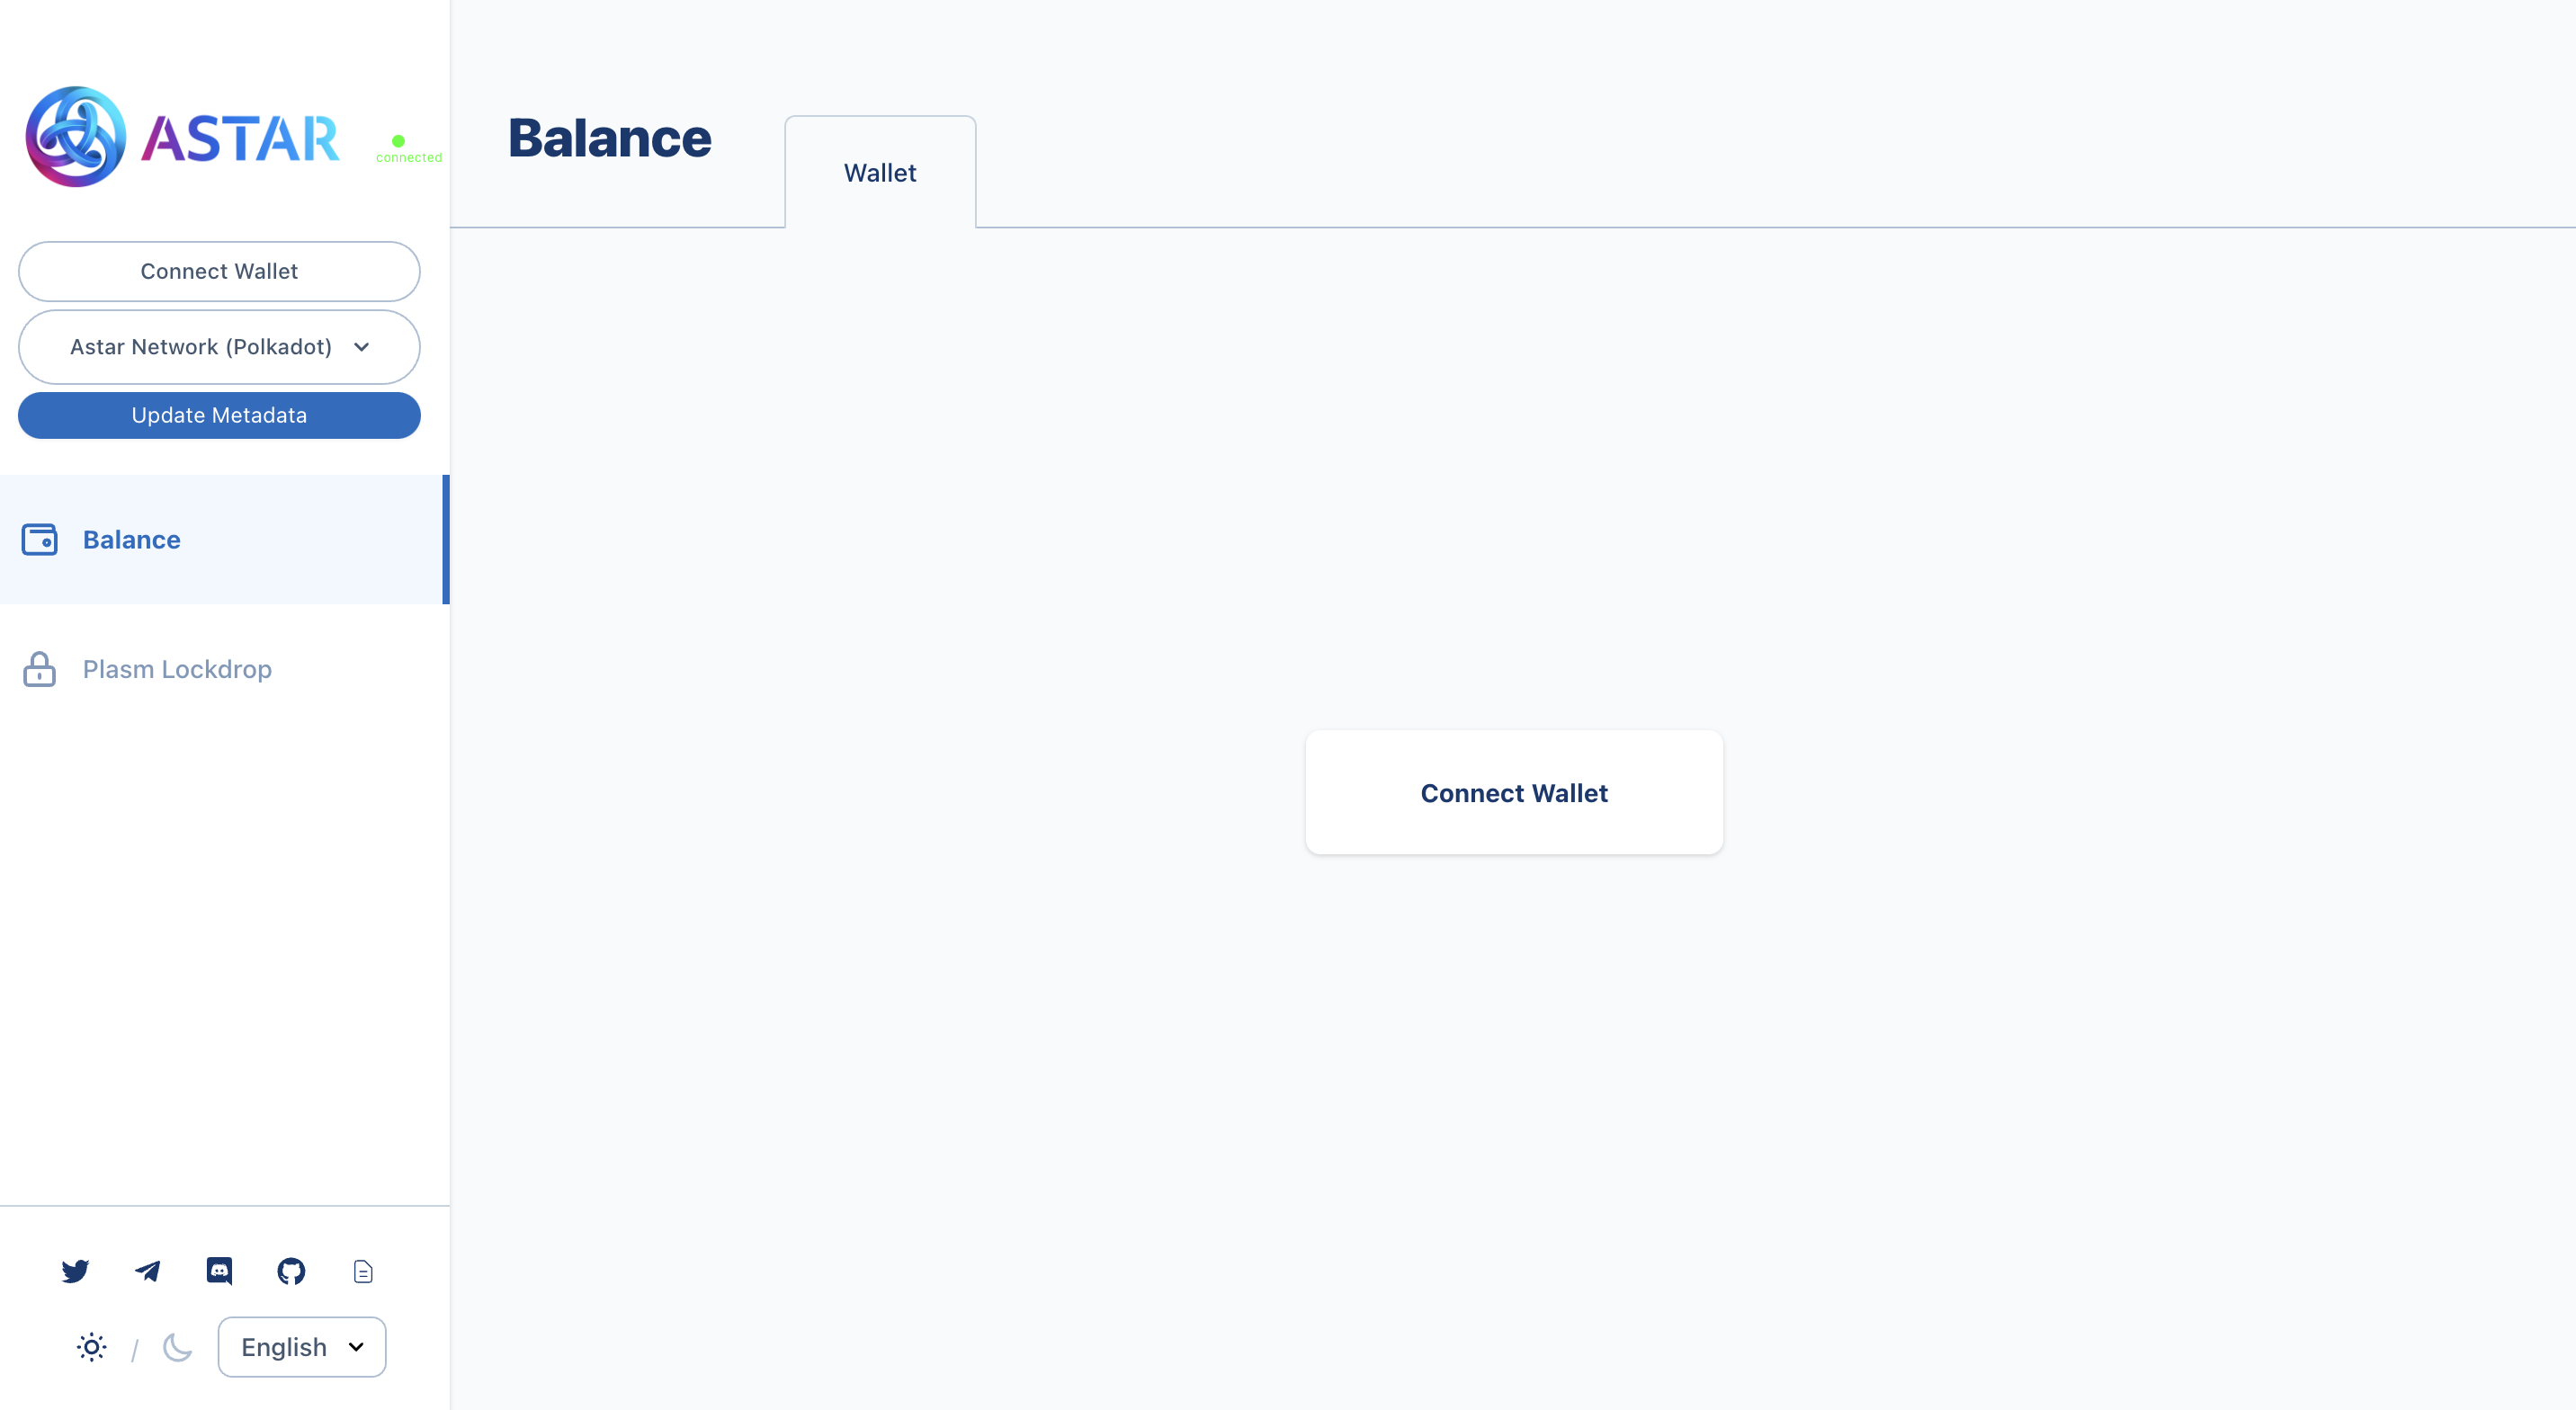 ASTAR
connected
Connect Wallet
Astar Network (Polkadot)
Update Metadata
Balance
Plasm Lockdrop
/
English
Balance
Wallet
Connect Wallet